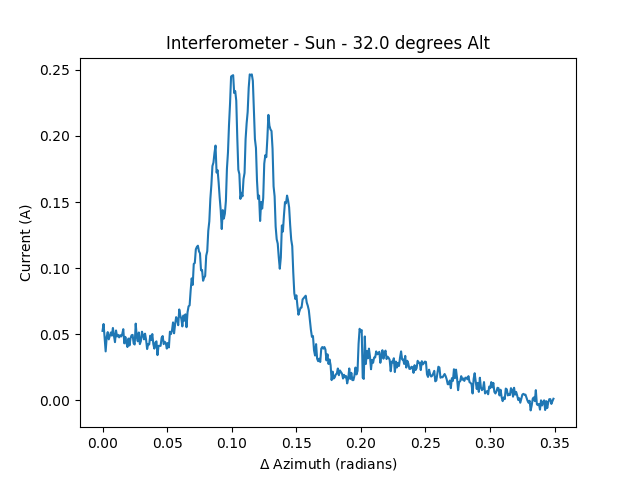 Interferometer - Sun - 32.0 degrees Alt
0.25
0.20
0.15
0.10
0.05
0.00
Current (A)
0.00 0.05 0.10 0.15 0.20 0.25 0.30 0.35
Δ Azimuth (radians)